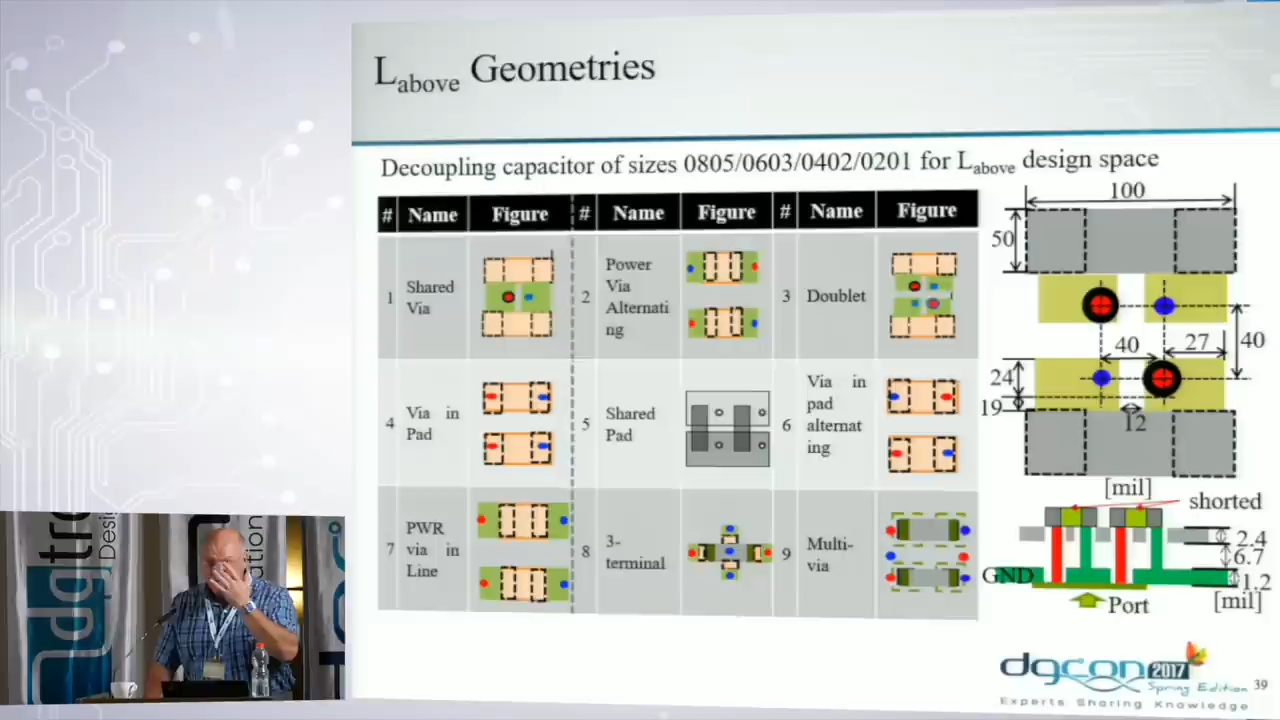 Labove Geometries
Decoupling capacitor of sizes 0805/0603/0402/0201 for Labove design space
# Name Figure # Name Figure # Name Figure
1 Shared Via
2 Power Via Alternati ng
3 Doublet
4 Via in Pad
5 Shared Pad
6 Via in pad alternat ing
7 PWR via in Line
8 3-terminal
9 Multi-via
100
50
40
40
27
24
19
12
[mil]
shorted
2.4
6.7
GND
1.2
Port
[mil]
dgcon 2017
Spring Edition
Experts Sharing Knowledge
39
dgltro
Desig
ation